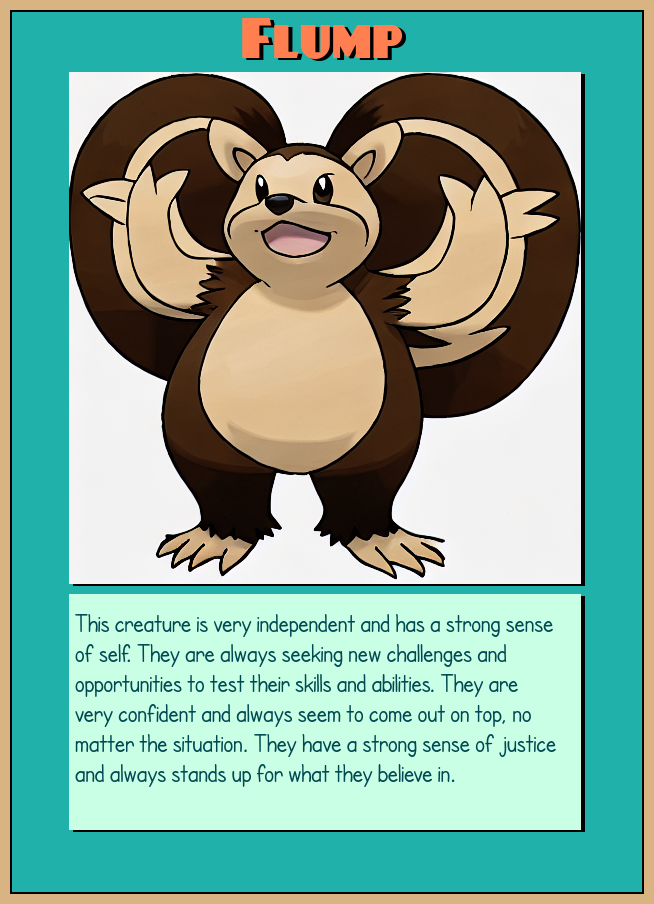 Flump
This creature is very independent and has a strong sense
of self. They are always seeking new challenges and
opportunities to test their skills and abilities. They are
very confident and always seem to come out on top, no
matter the situation. They have a strong sense of justice
and always stands up for what they believe in.